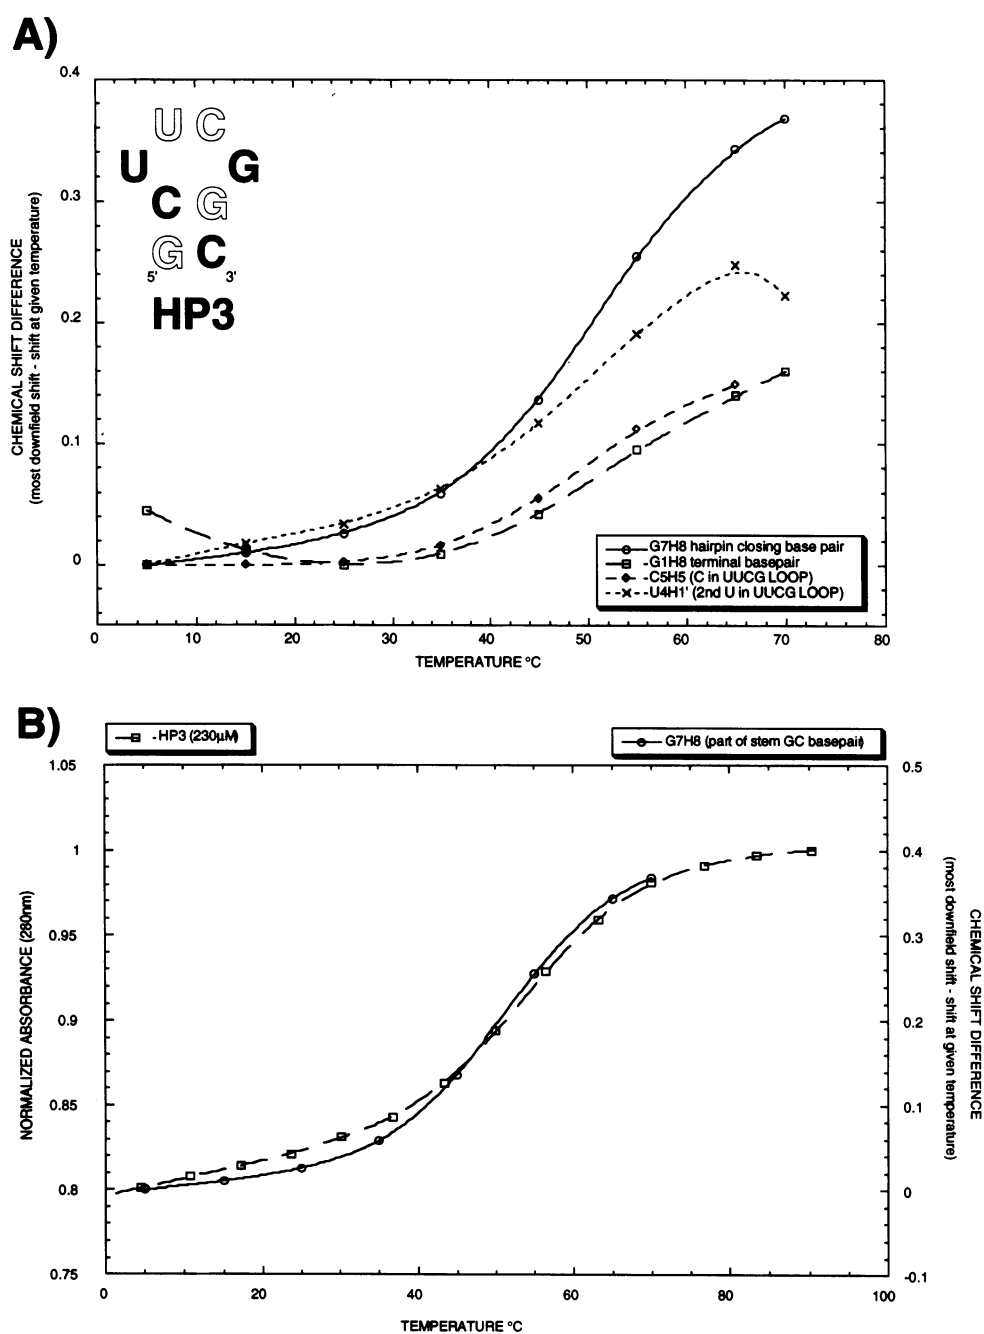 A)
0.4
0.3
0.2
0.1
0
CHEMICAL SHIFT DIFFERENCE
(most downfield shift - shift at given temperature)
U C
U G
C G
G C
5' 3'
HP3
G7H8 hairpin closing base pair
G1H8 terminal basepair
C5H5 (C in UUCG LOOP)
U4H1' (2nd U in UUCG LOOP)
0 10 20 30 40 50 60 70 80
TEMPERATURE °C
B)
HP3 (230µM)
G7H8 (part of stem GC basepair)
1.05
1
0.95
0.9
0.85
0.8
0.75
NORMALIZED ABSORBANCE (280nm)
0.5
0.4
0.3
0.2
0.1
0
-0.1
CHEMICAL SHIFT DIFFERENCE
(most downfield shift - shift at given temperature)
0 20 40 60 80 100
TEMPERATURE °C